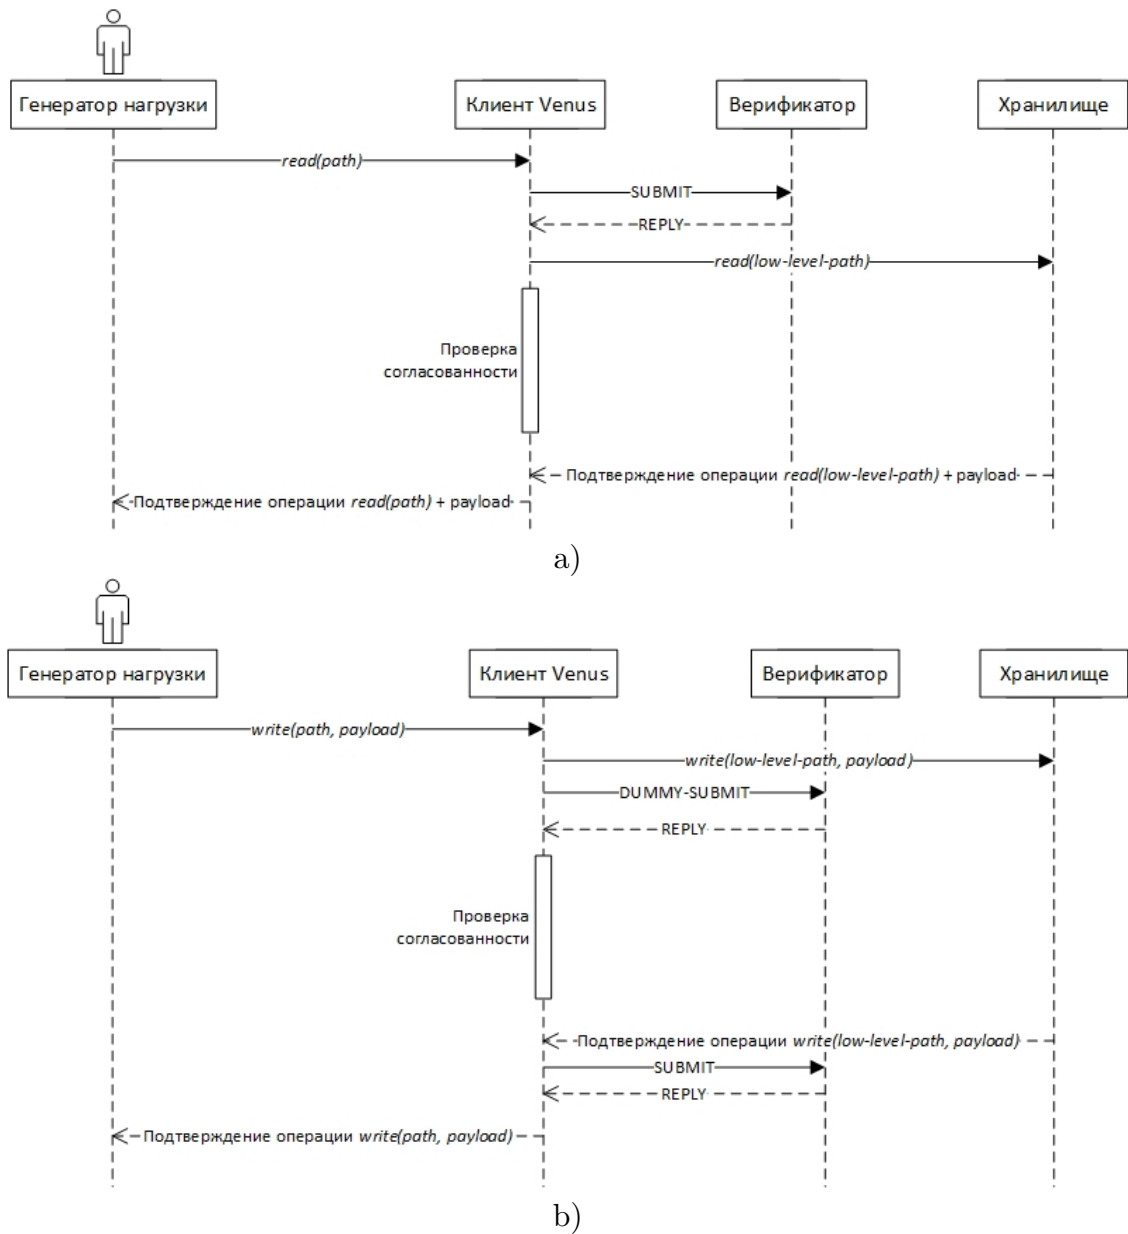 Генератор нагрузки
Клиент Venus
Верификатор
Хранилище
read(path)
SUBMIT
REPLY
read(low-level-path)
Проверка
согласованности
Подтверждение операции read(low-level-path) + payload
Подтверждение операции read(path) + payload
a)
Генератор нагрузки
Клиент Venus
Верификатор
Хранилище
write(path, payload)
write(low-level-path, payload)
DUMMY-SUBMIT
REPLY
Проверка
согласованности
Подтверждение операции write(low-level-path, payload)
SUBMIT
REPLY
Подтверждение операции write(path, payload)
b)